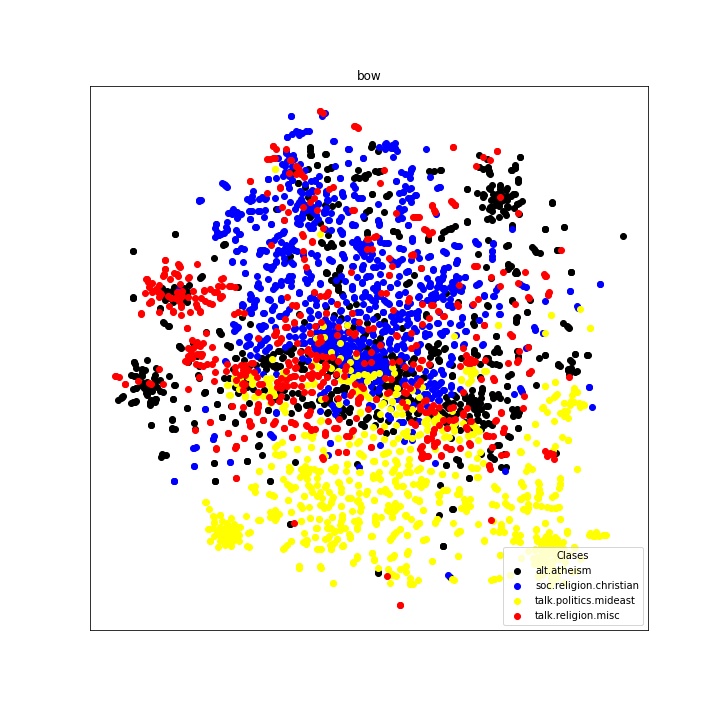 bow
Clases
alt.atheism
soc.religion.christian
talk.politics.mideast
talk.religion.misc